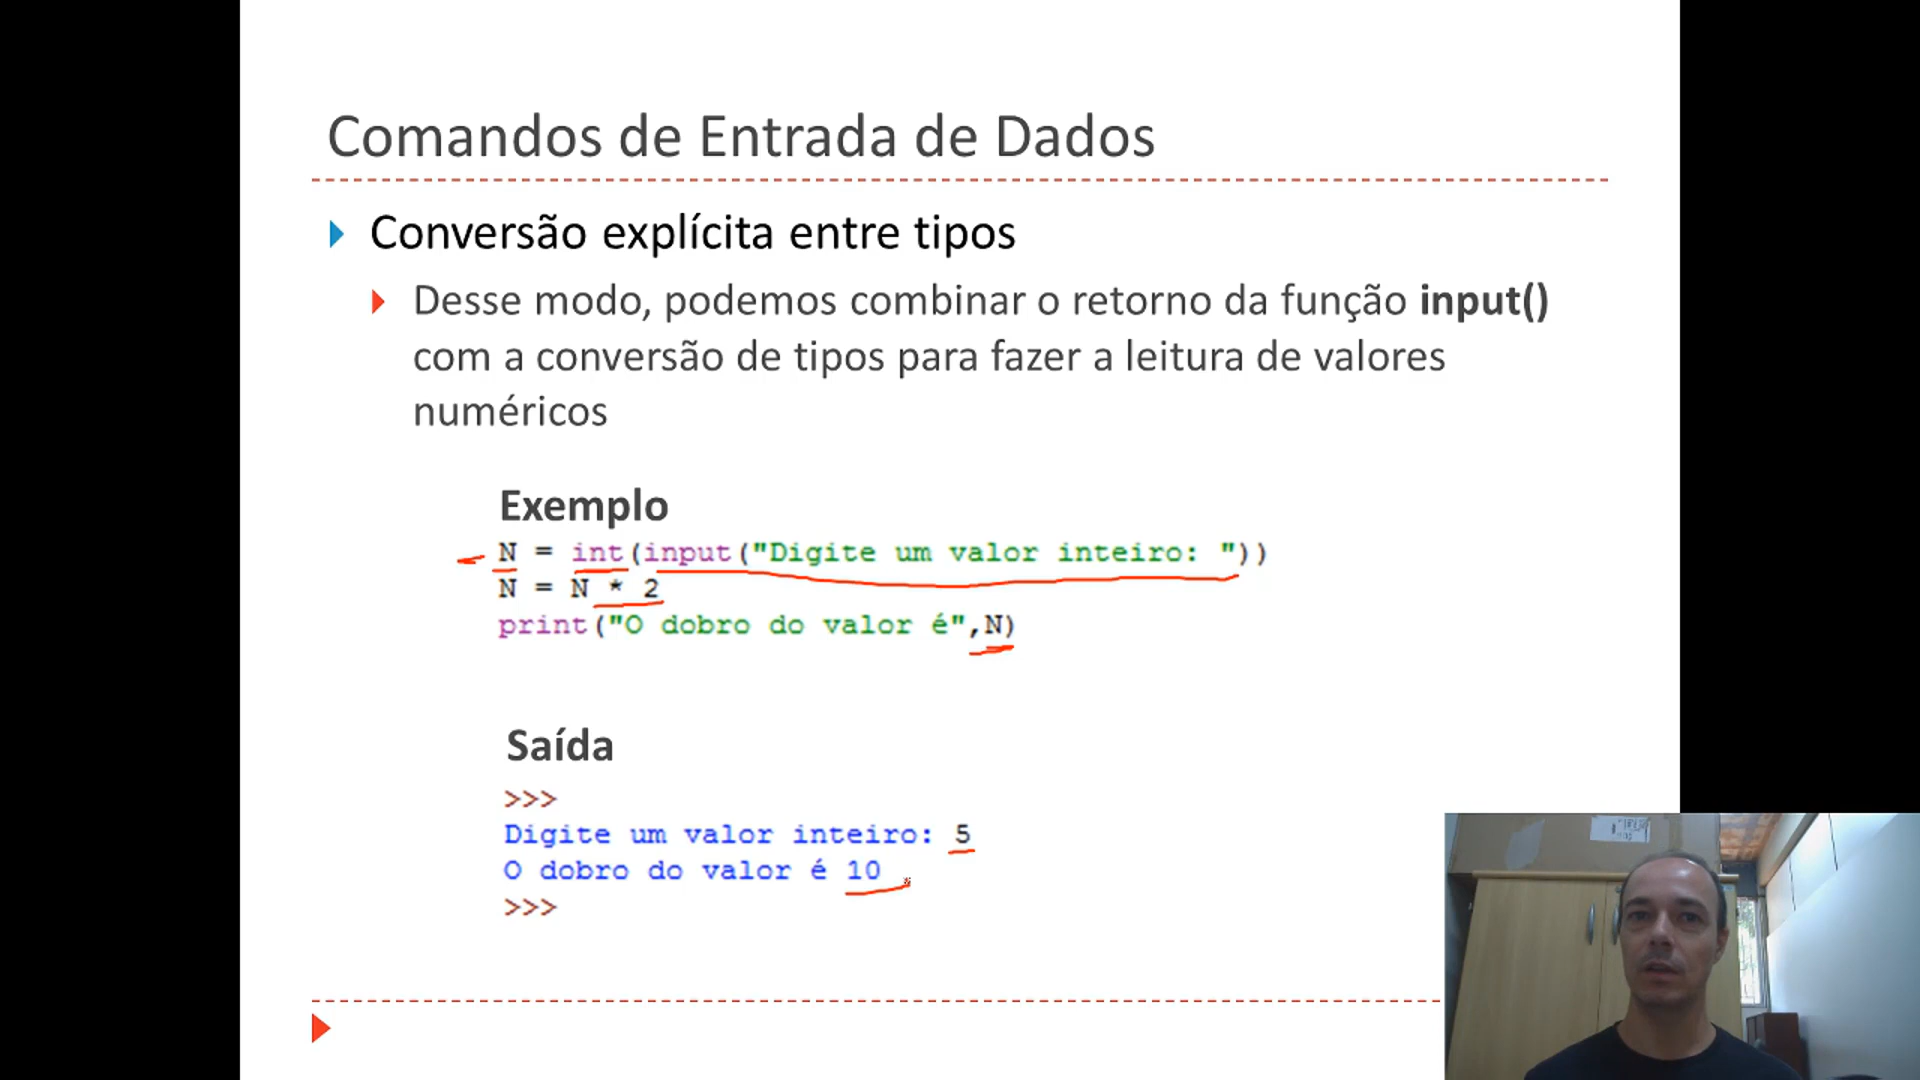 Comandos de Entrada de Dados
Conversão explícita entre tipos
Desse modo, podemos combinar o retorno da função input()
com a conversão de tipos para fazer a leitura de valores
numéricos
Exemplo
N = int(input("Digite um valor inteiro: "))
N = N * 2
print("O dobro do valor é",N)
Saída
>>>
Digite um valor inteiro: 5
O dobro do valor é 10
>>>